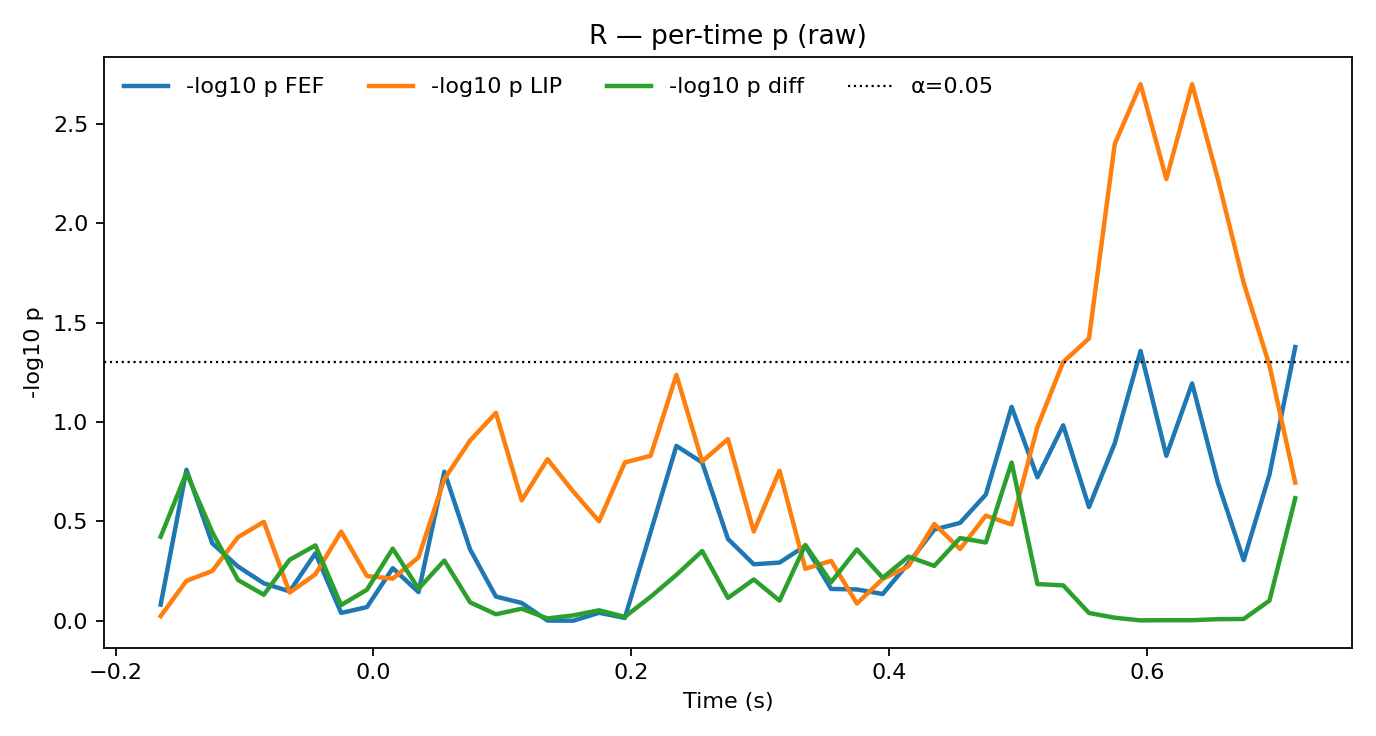 R — per-time p (raw)
-log10 p FEF -log10 p LIP -log10 p diff α=0.05
-log10 p
2.5
2.0
1.5
1.0
0.5
0.0
−0.2 0.0 0.2 0.4 0.6
Time (s)